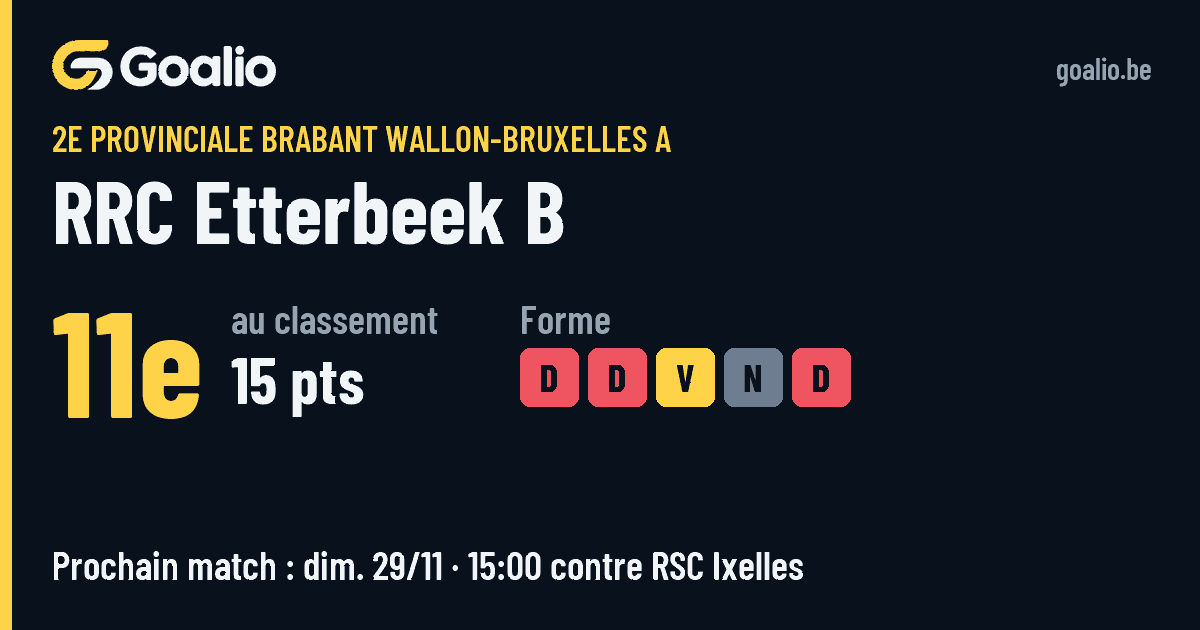 Goalio
goalio.be
2E PROVINCIALE BRABANT WALLON-BRUXELLES A
RRC Etterbeek B
11e
au classement
15 pts
Forme
D D V N D
Prochain match : dim. 29/11 · 15:00 contre RSC Ixelles